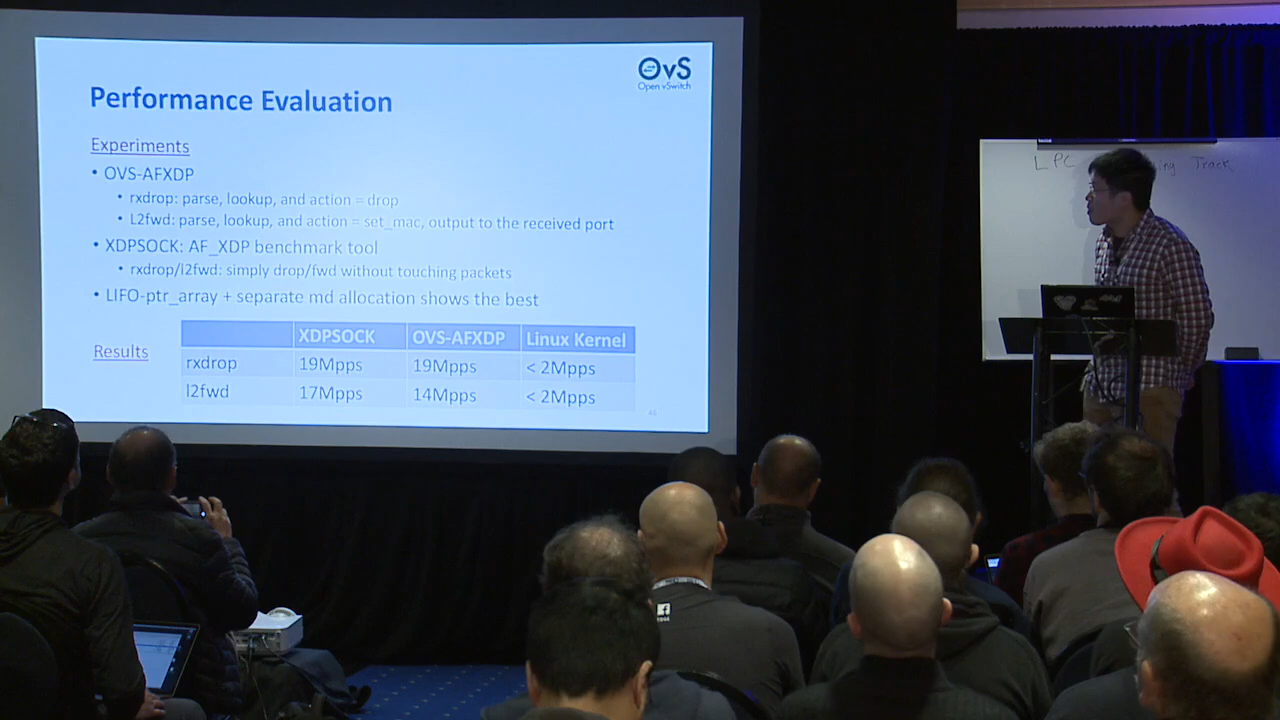 OvS
Open vSwitch
Performance Evaluation
Experiments
• OVS-AFXDP
• rxdrop: parse, lookup, and action = drop
• L2fwd: parse, lookup, and action = set_mac, output to the received port
• XDPSOCK: AF_XDP benchmark tool
• rxdrop/l2fwd: simply drop/fwd without touching packets
• LIFO-ptr_array + separate md allocation shows the best
Results
XDPSOCK OVS-AFXDP Linux Kernel
rxdrop 19Mpps 19Mpps < 2Mpps
l2fwd 17Mpps 14Mpps < 2Mpps
LPC Track